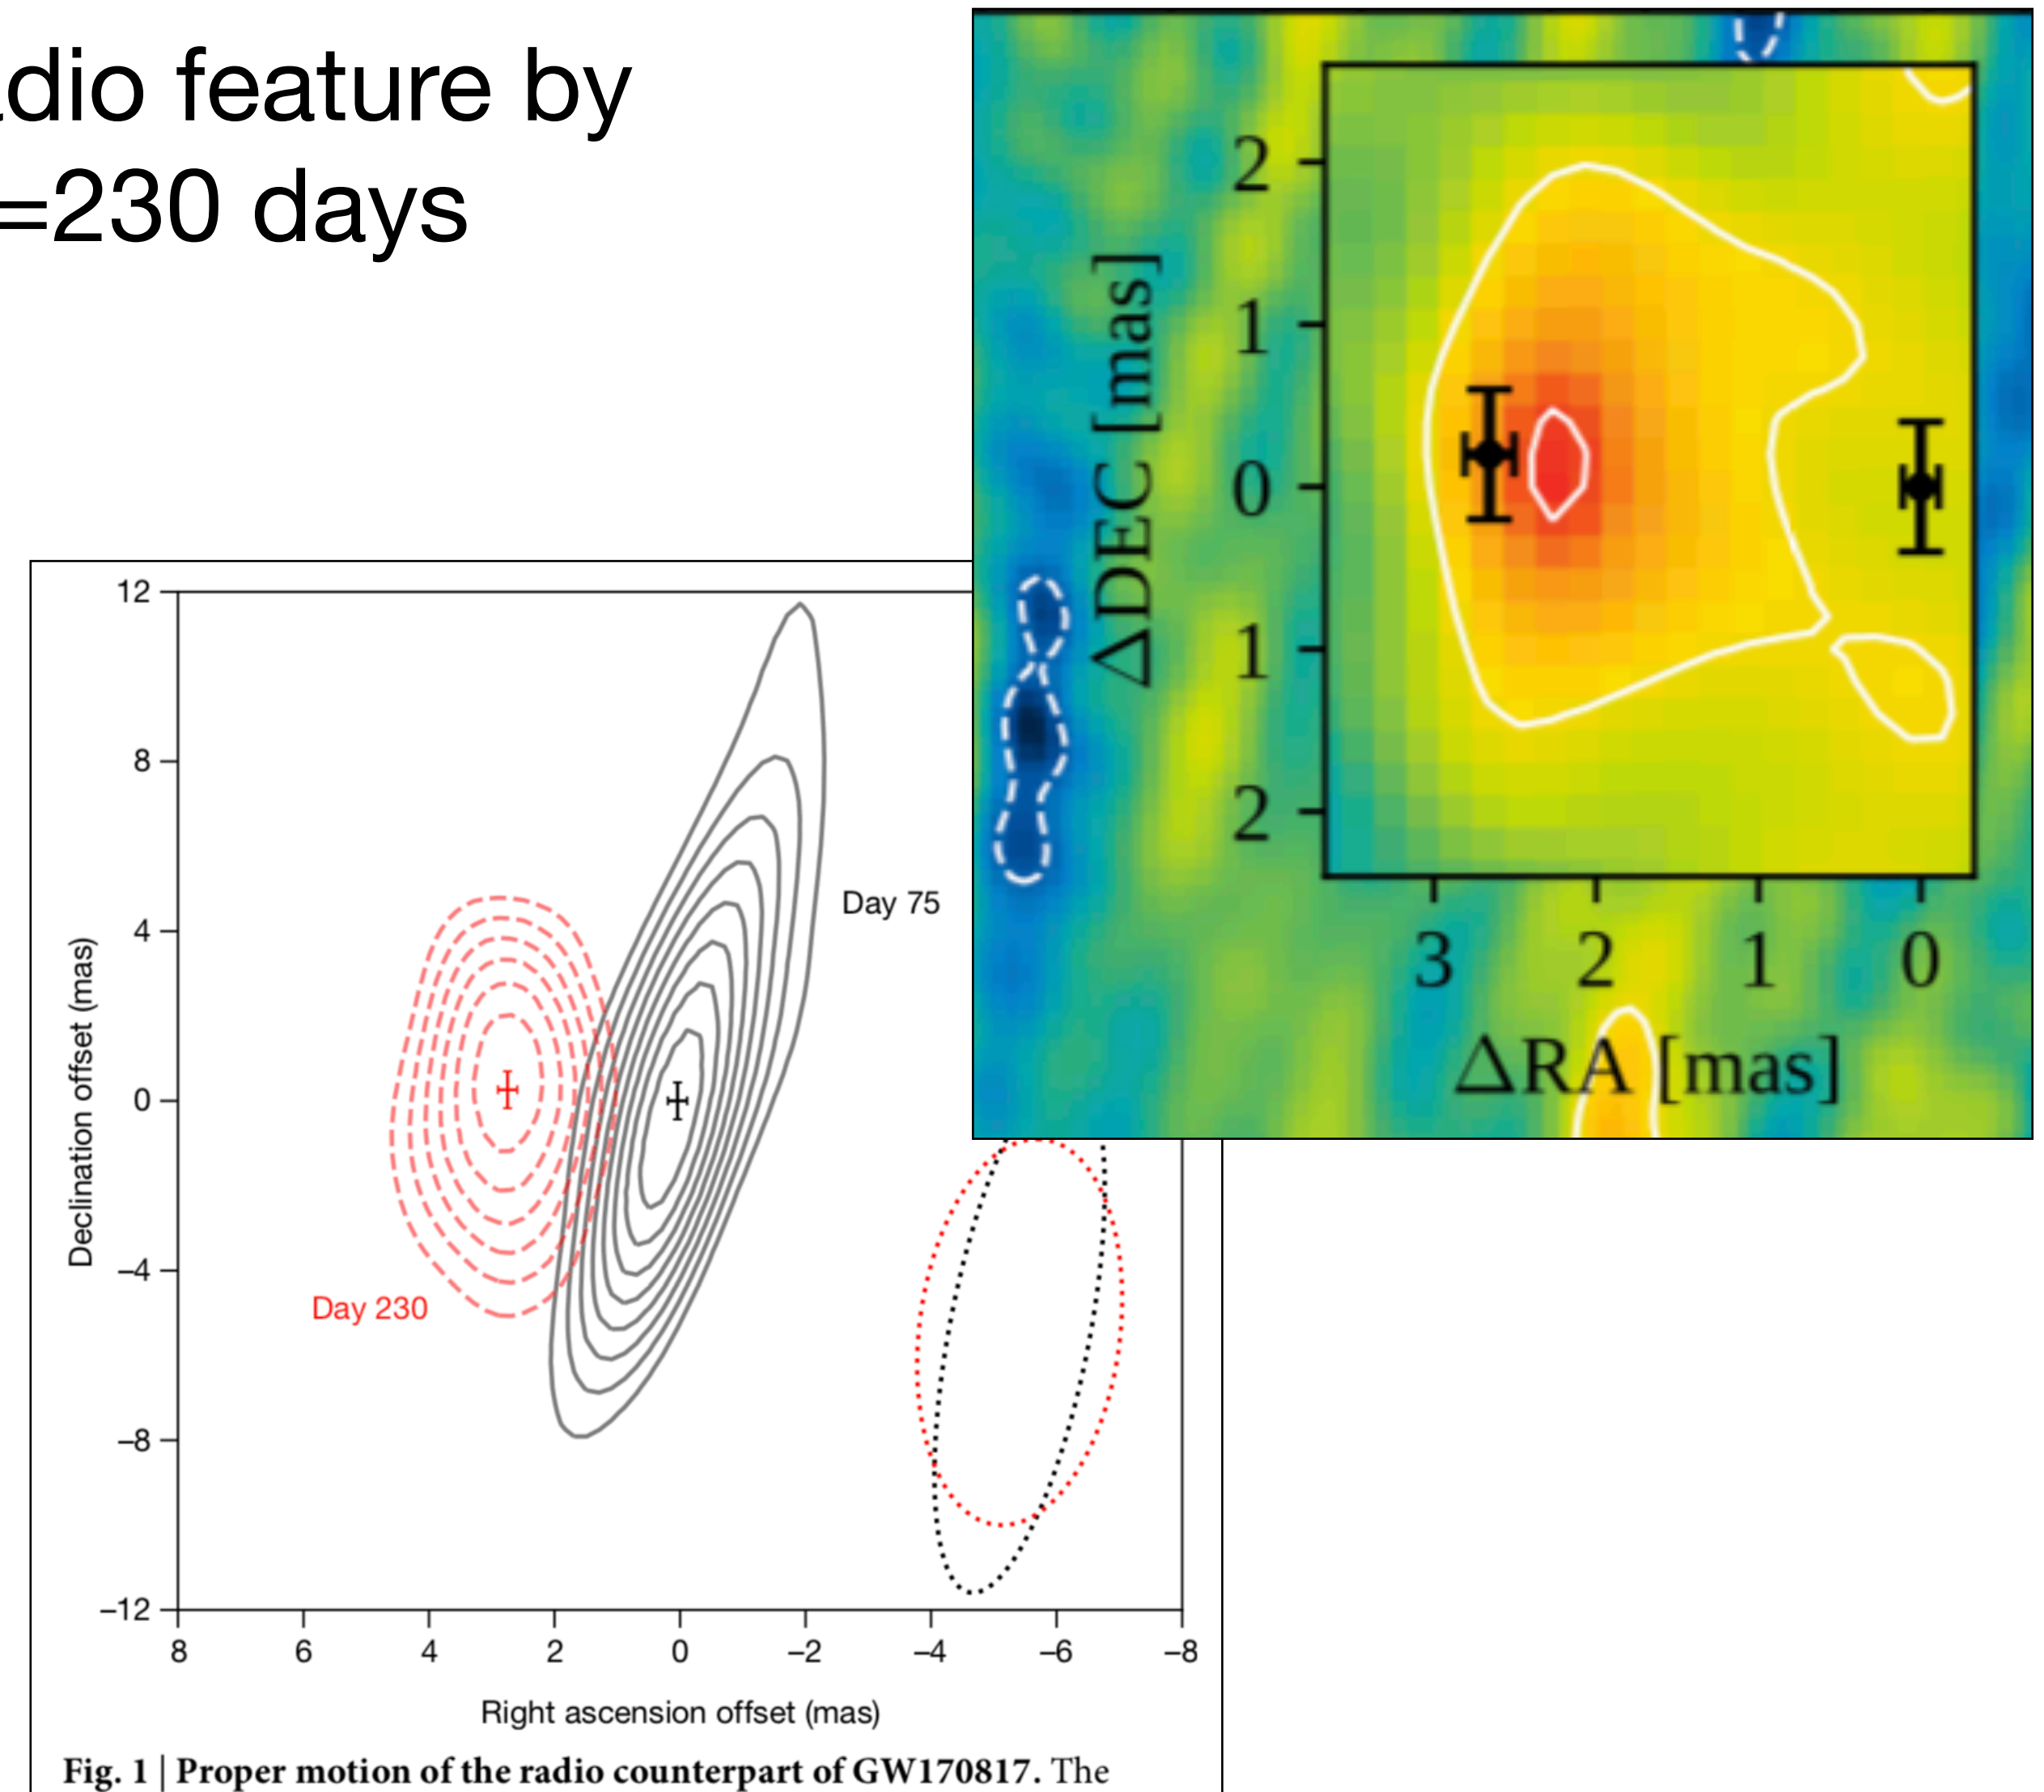 dio feature by
=230 days
2
1
0
1
2
ΔDEC [mas]
3 2 1 0
ΔRA [mas]
12
8
4
0
–4
–8
–12
Declination offset (mas)
Day 75
Day 230
8 6 4 2 0 –2 –4 –6 –8
Right ascension offset (mas)
Fig. 1 | Proper motion of the radio counterpart of GW170817. The